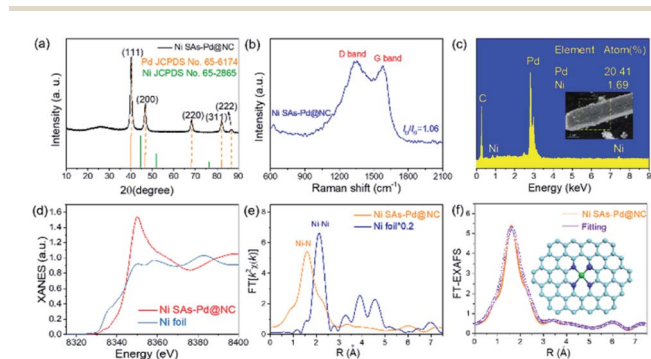 (a)
Ni SAs-Pd@NC
Pd JCPDS No. 65-6174
Ni JCPDS No. 65-2865
(111)
(200)
(220)
(311)
(222)
Intensity (a. u.)
10 20 30 40 50 60 70 80 90
2θ(degree)
(b)
D band
G band
Ni SAs-Pd@NC
I_D/I_G=1.06
Intensity (a. u.)
600 900 1200 1500 1800 2100
Raman shift (cm⁻¹)
(c)
Element Atom(%)
Pd 20.41
Ni 1.69
Pd
C
Ni
Ni
0 1 2 3 4 5 6 7 8 9
Energy (keV)
(d)
XANES (a.u.)
Ni SAs-Pd@NC
Ni foil
8320 8340 8360 8380 8400
Energy (eV)
(e)
Ni SAs-Pd@NC
Ni foil*0.2
Ni-Ni
Ni-N
FT[k²χ(k)]
0 1 2 3 4 5 6 7
R (Å)
(f)
Ni SAs-Pd@NC
Fitting
FT-EXAFS
0 1 2 3 4 5 6 7
R (Å)